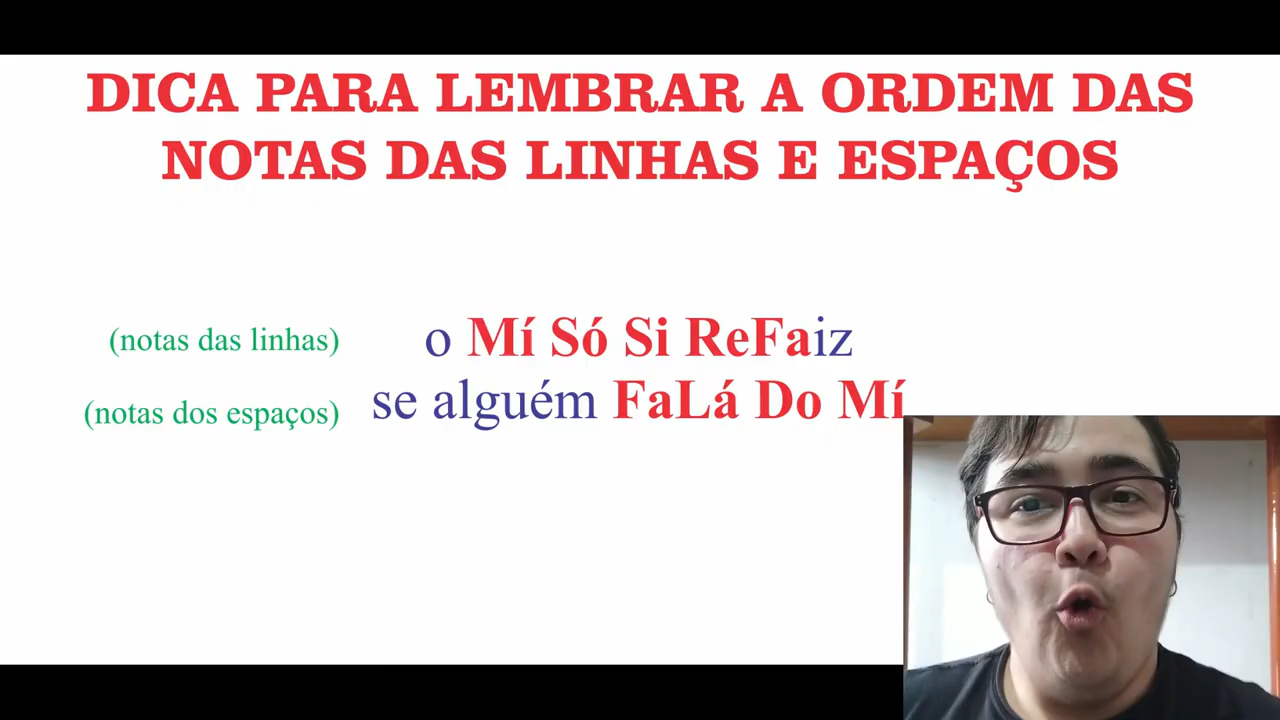 DICA PARA LEMBRAR A ORDEM DAS
NOTAS DAS LINHAS E ESPAÇOS
(notas das linhas) o Mí Só Si ReFaiz
(notas dos espaços) se alguém FaLá Do Mí